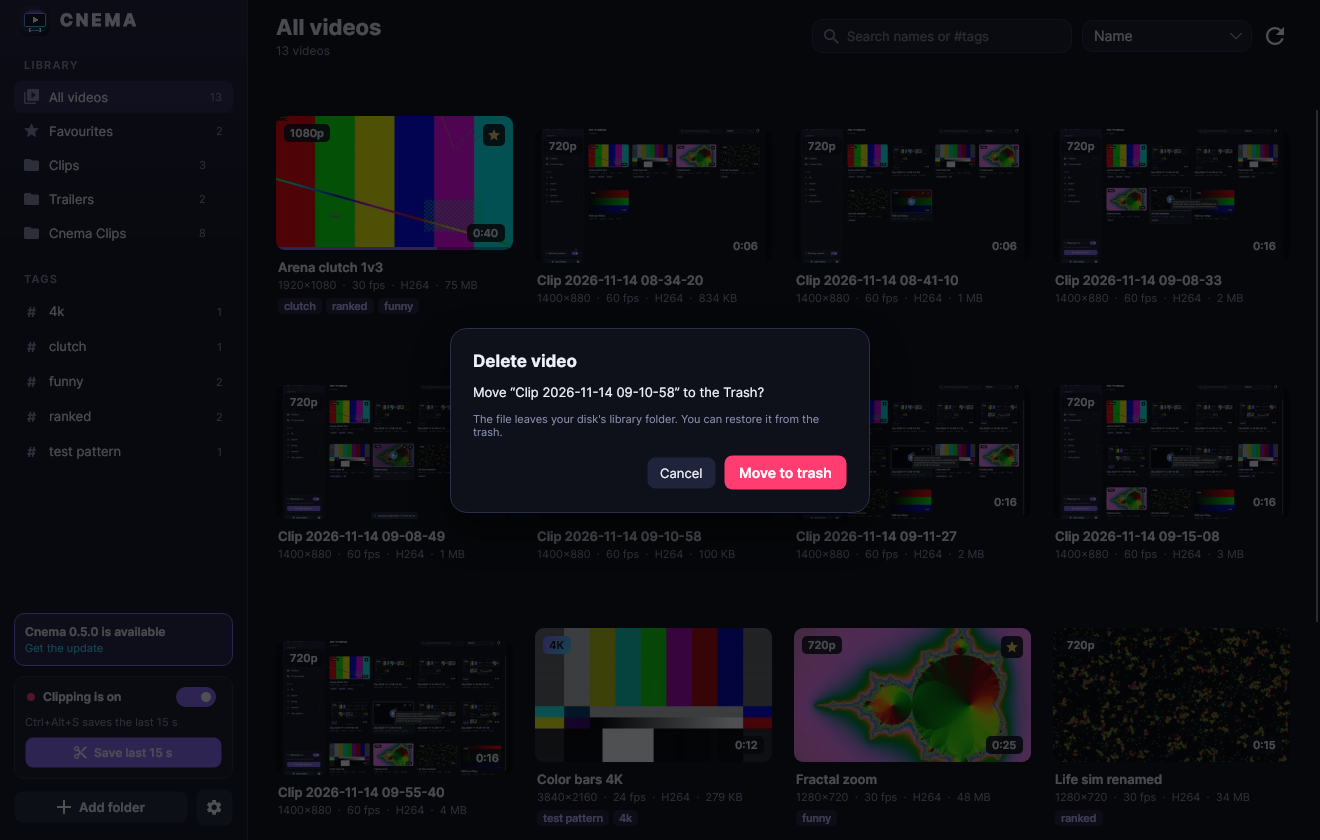 CNEMA
LIBRARY
All videos 13
Favourites 2
Clips 3
Trailers 2
Cnema Clips 8
TAGS
# 4k 1
# clutch 1
# funny 2
# ranked 2
# test pattern 1
Cnema 0.5.0 is available
Get the update
Clipping is on
Ctrl+Alt+S saves the last 15 s
Save last 15 s
Add folder
All videos
13 videos
Search names or #tags
Name
1080p
0:40
Arena clutch 1v3
1920×1080 · 30 fps · H264 · 75 MB
clutch ranked funny
720p
0:06
Clip 2026-11-14 08-34-20
1400×880 · 60 fps · H264 · 834 KB
720p
0:06
Clip 2026-11-14 08-41-10
1400×880 · 60 fps · H264 · 1 MB
720p
0:16
Clip 2026-11-14 09-08-33
1400×880 · 60 fps · H264 · 2 MB
Delete video
Move “Clip 2026-11-14 09-10-58” to the Trash?
The file leaves your disk's library folder. You can restore it from the
trash.
Cancel
Move to trash
720p
Clip 2026-11-14 09-08-49
1400×880 · 60 fps · H264 · 1 MB
Clip 2026-11-14 09-10-58
1400×880 · 60 fps · H264 · 100 KB
0:16
Clip 2026-11-14 09-11-27
1400×880 · 60 fps · H264 · 2 MB
720p
0:16
Clip 2026-11-14 09-15-08
1400×880 · 60 fps · H264 · 3 MB
720p
0:16
Clip 2026-11-14 09-55-40
1400×880 · 60 fps · H264 · 4 MB
4K
0:12
Color bars 4K
3840×2160 · 24 fps · H264 · 279 KB
test pattern 4k
720p
0:25
Fractal zoom
1280×720 · 30 fps · H264 · 48 MB
funny
720p
0:15
Life sim renamed
1280×720 · 30 fps · H264 · 34 MB
ranked